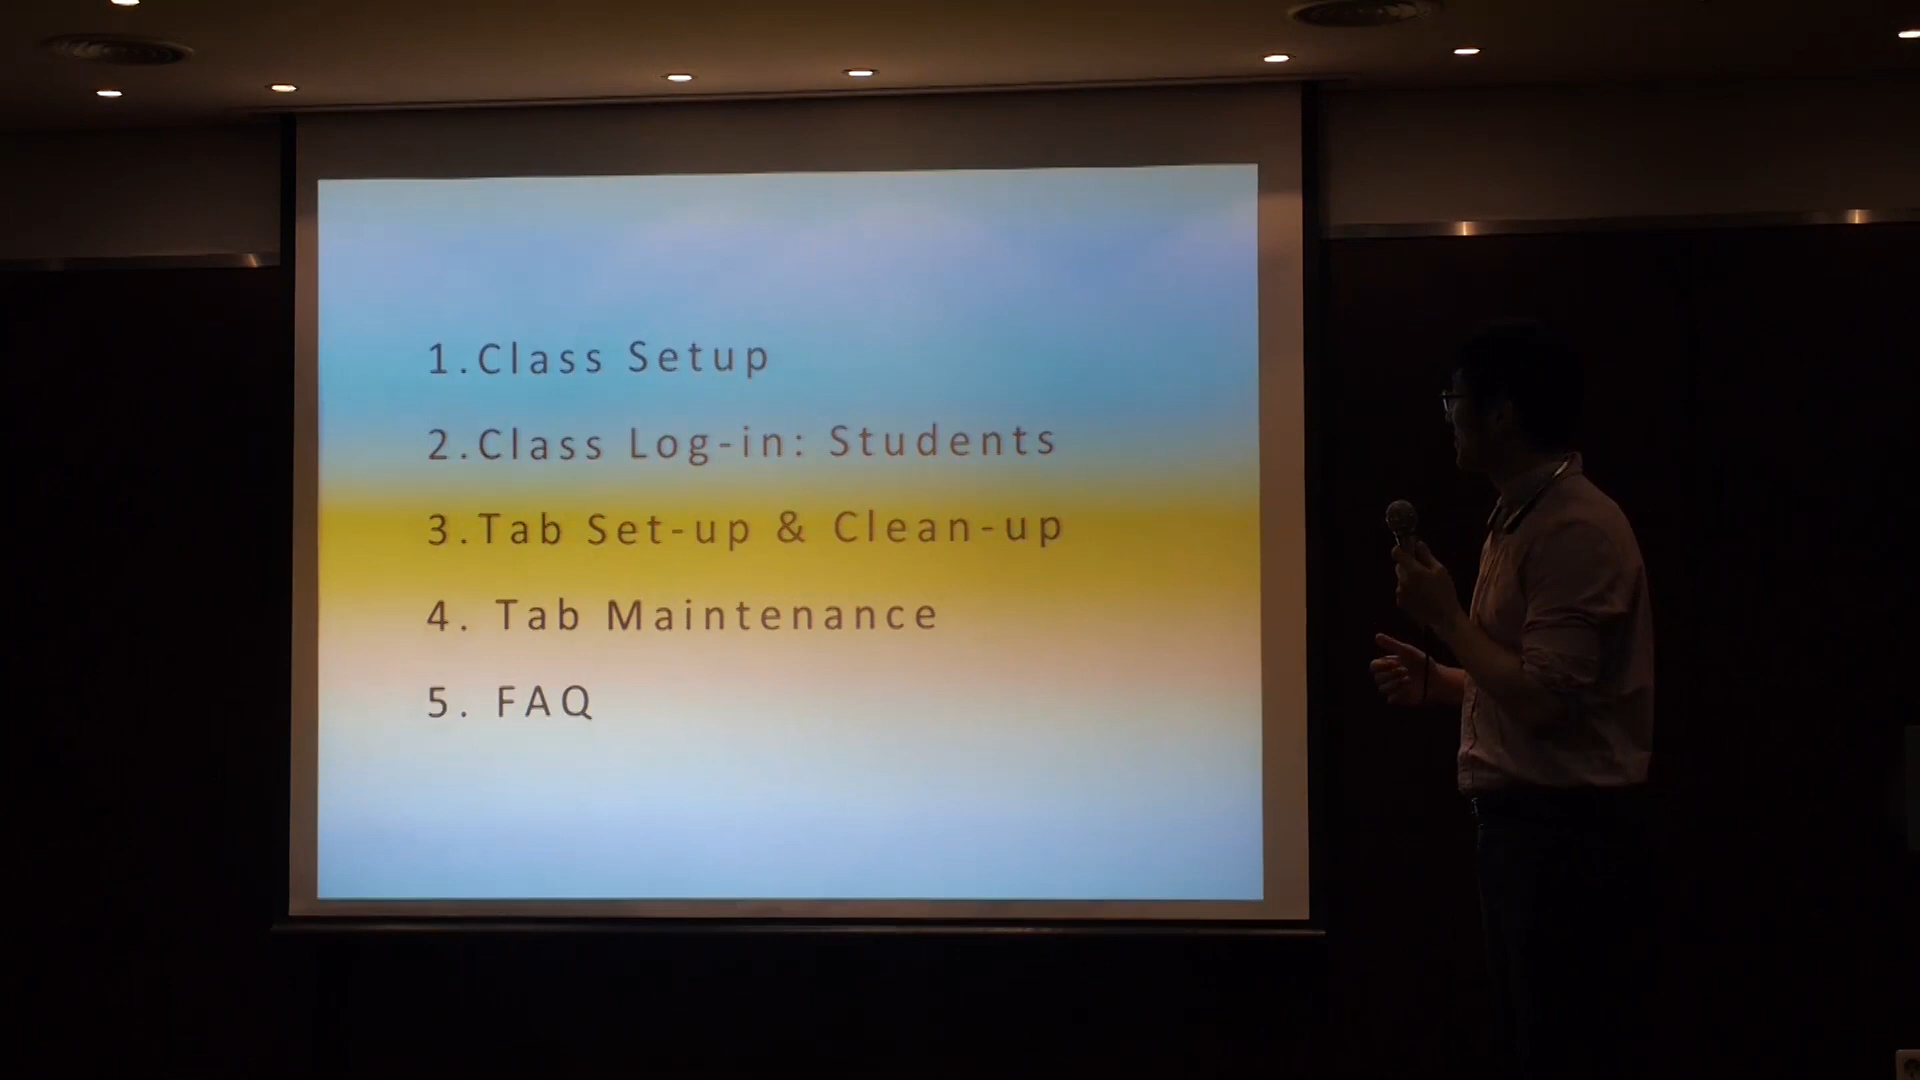 1.Class Setup
2.Class Log-in: Students
3.Tab Set-up & Clean-up
4. Tab Maintenance
5. FAQ